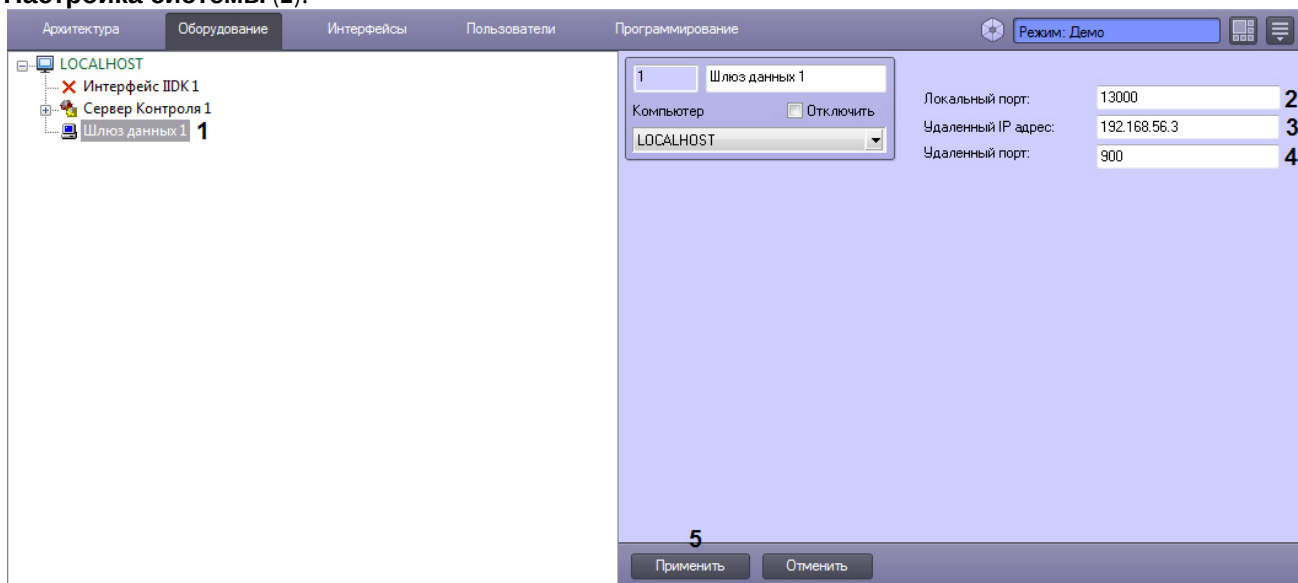 Настройка системы (1).
Архитектура Оборудование Интерфейсы Пользователи Программирование Режим: Демо
LOCALHOST
Интерфейс IIDK 1
Сервер Контроля 1
Шлюз данных 1 1
1 Шлюз данных 1
Компьютер Отключить
LOCALHOST
Локальный порт: 13000 2
Удаленный IP адрес: 192.168.56.3 3
Удаленный порт: 900 4
5
Применить Отменить